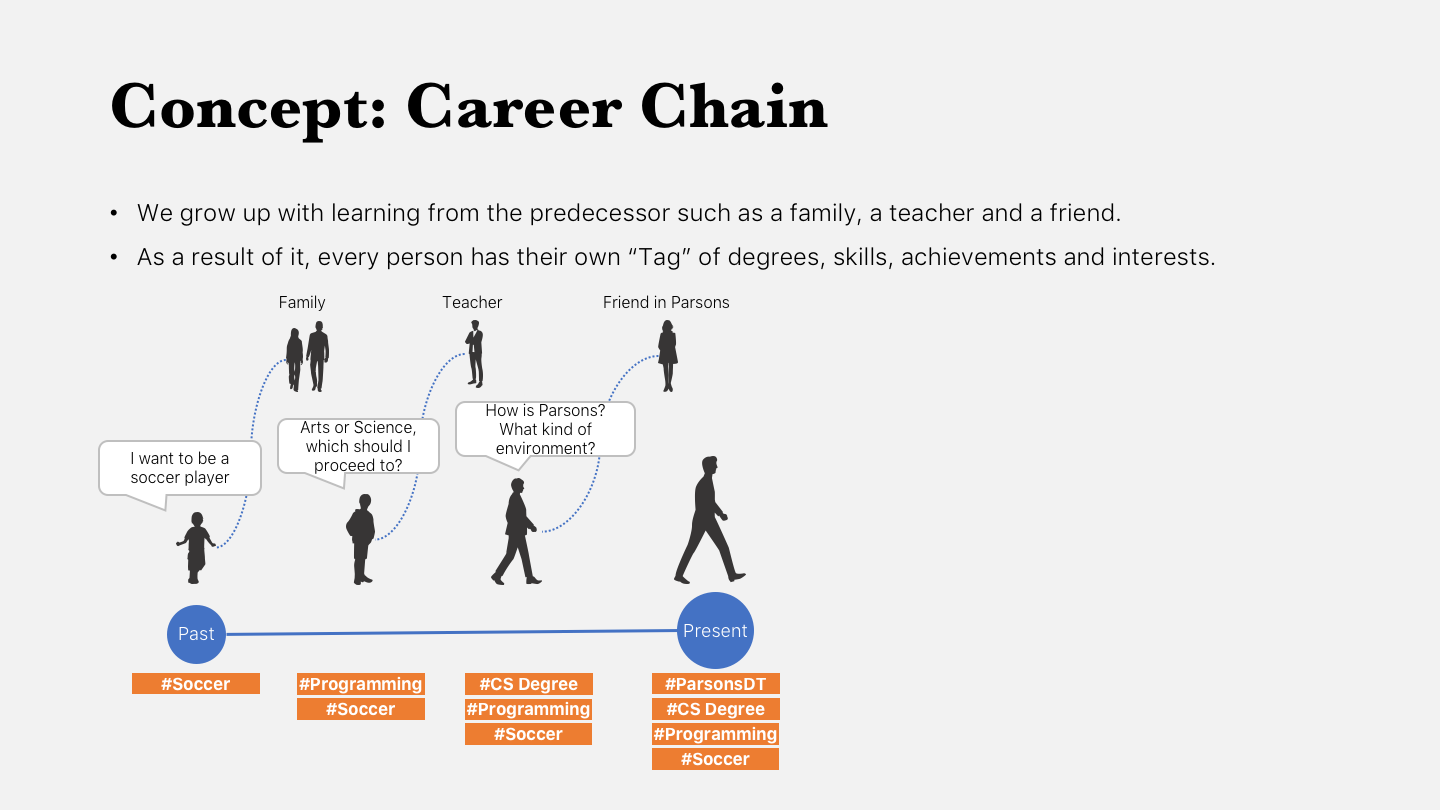 Concept: Career Chain
• We grow up with learning from the predecessor such as a family, a teacher and a friend.
• As a result of it, every person has their own “Tag” of degrees, skills, achievements and interests.
Family
Teacher
Friend in Parsons
I want to be a
soccer player
Arts or Science,
which should I
proceed to?
How is Parsons?
What kind of
environment?
Past
Present
#Soccer
#Programming
#Soccer
#CS Degree
#Programming
#Soccer
#ParsonsDT
#CS Degree
#Programming
#Soccer